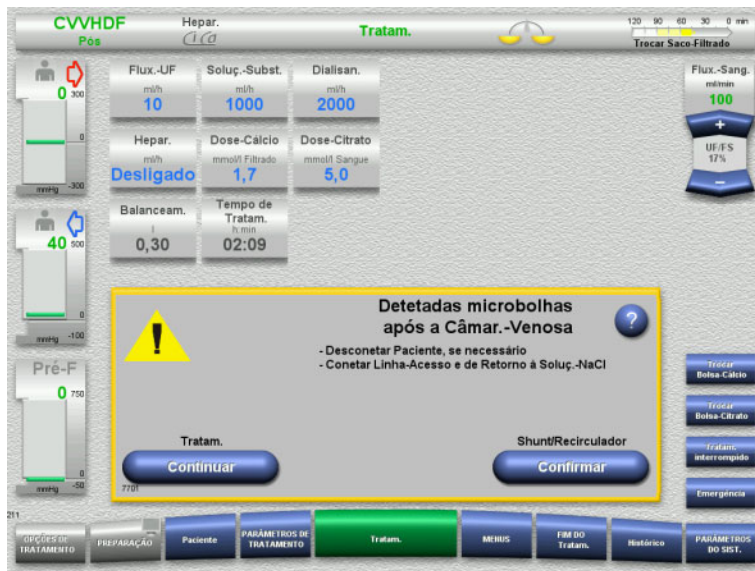 CVVHDF
Pós
Hepar.
Ci Ca
Tratam.
120 90 60 30 0 min
Trocar Saco-Filtrado
0
300
0
-300
mmHg
40
500
0
-100
mmHg
Pré-F
0
750
0
-50
mmHg
Flux.-UF
ml/h
10
Soluç.-Subst.
ml/h
1000
Dialisan.
ml/h
2000
Hepar.
ml/h
Desligado
Dose-Cálcio
mmol/l Filtrado
1,7
Dose-Citrato
mmol/l Sangue
5,0
Balanceam.
l
0,30
Tempo de
Tratam.
h:min
02:09
Flux.-Sang.
ml/min
100
+
UF/FS
17%
−
!
Detetadas microbolhas
após a Câmar.-Venosa
?
- Desconetar Paciente, se necessário
- Conetar Linha-Acesso e de Retorno à Soluç.-NaCl
Tratam.
Continuar
Shunt/Recirculador
Confirmar
7701
Trocar
Bolsa-Cálcio
Trocar
Bolsa-Citrato
Tratam.
interrompido
Emergência
211
OPÇÕES DE
TRATAMENTO
PREPARAÇÃO
Paciente
PARÂMETROS DE
TRATAMENTO
Tratam.
MENUS
FIM DO
Tratam.
Histórico
PARÂMETROS
DO SIST.